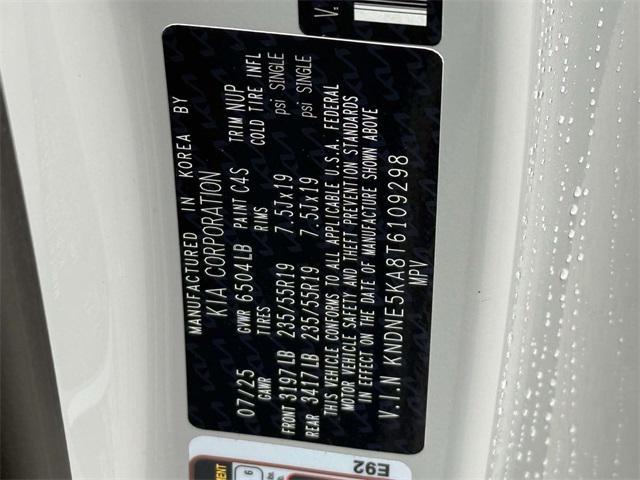 MANUFACTURED IN KOREA BY
KIA CORPORATION
07/25 GVWR 6504LB PAINT C4S TRIM NUP
GAWR TIRES RIMS COLD TIRE INFL
FRONT 3197LB 235/55R19 7.5Jx19 psi SINGLE
REAR 3417LB 235/55R19 7.5Jx19 psi SINGLE
THIS VEHICLE CONFORMS TO ALL APPLICABLE U.S.A. FEDERAL
MOTOR VEHICLE SAFETY AND THEFT PREVENTION STANDARDS
IN EFFECT ON THE DATE OF MANUFACTURE SHOWN ABOVE
V.I.N KNDNE5KA8T6109298
MPV
E92